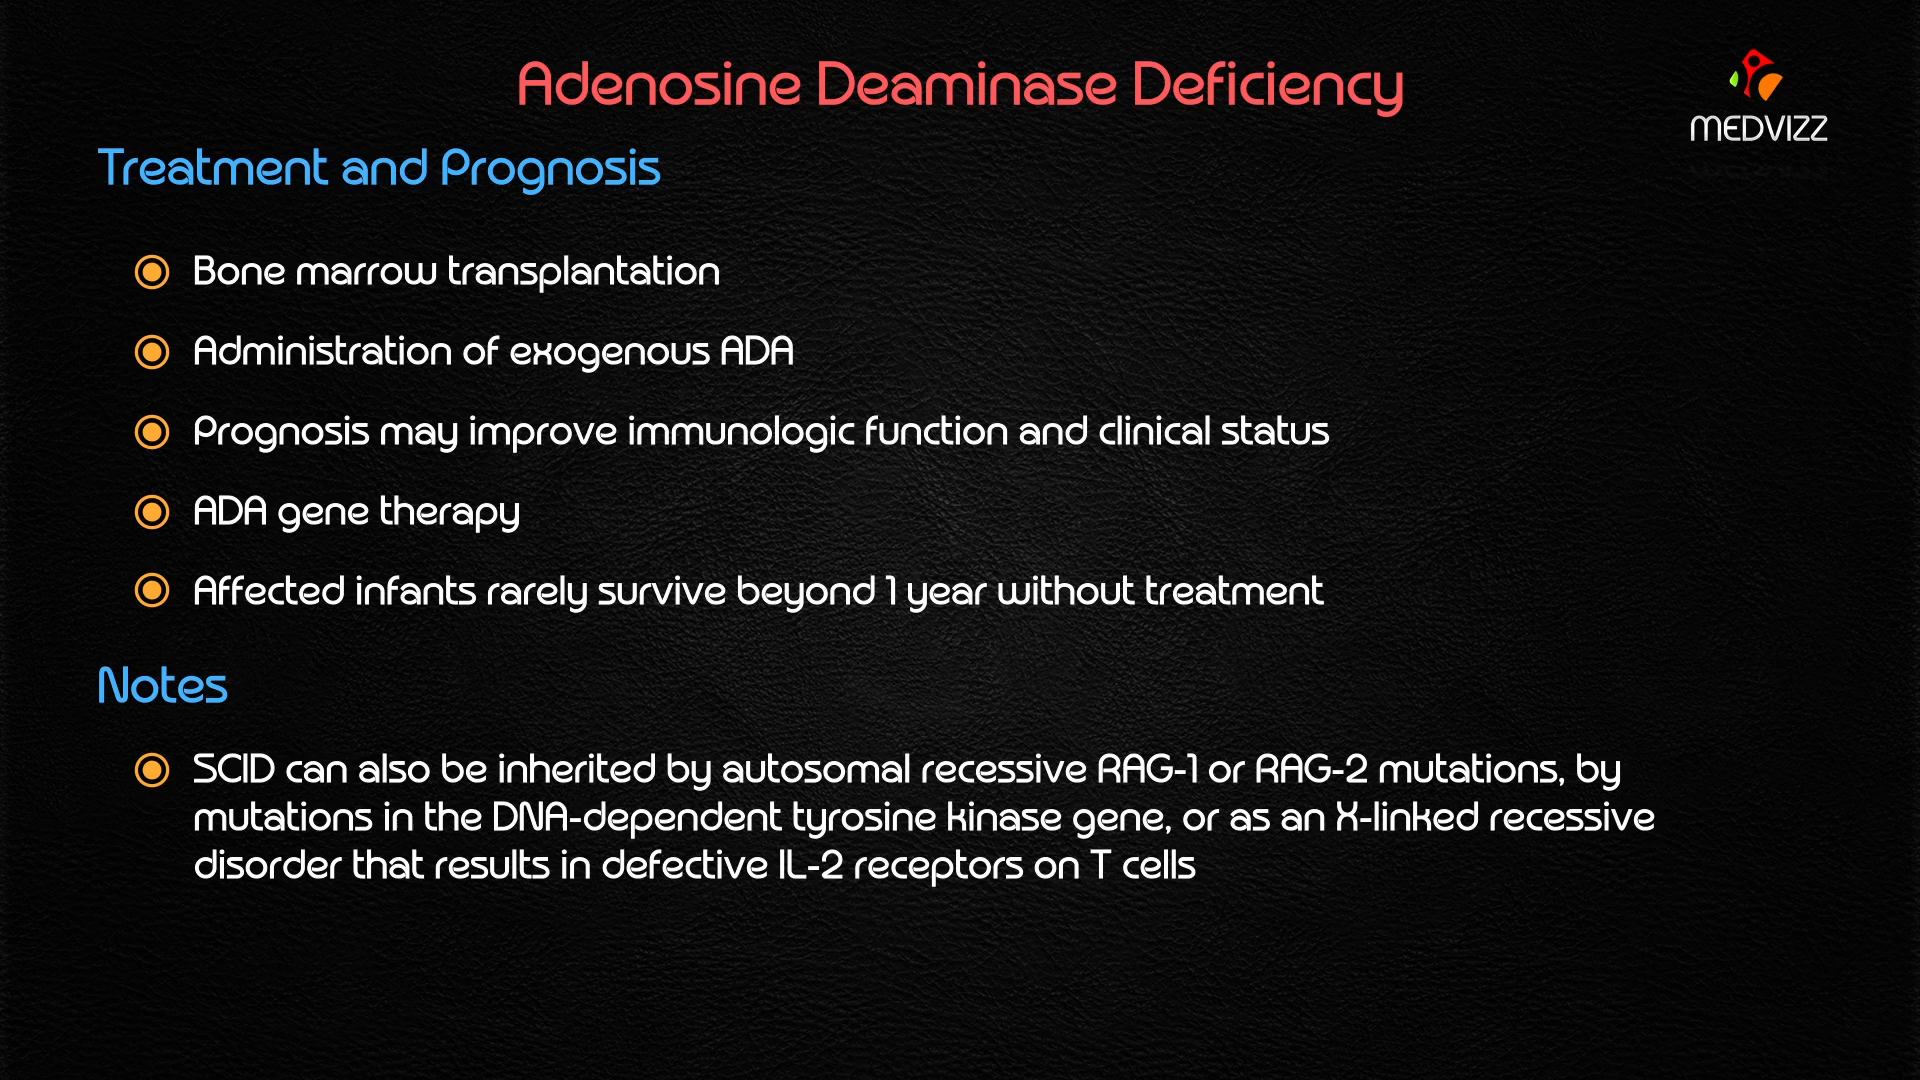 Adenosine Deaminase Deficiency
MEDVIZZ
Treatment and Prognosis
Bone marrow transplantation
Administration of exogenous ADA
Prognosis may improve immunologic function and clinical status
ADA gene therapy
Affected infants rarely survive beyond 1 year without treatment
Notes
SCID can also be inherited by autosomal recessive RAG-1 or RAG-2 mutations, by
mutations in the DNA-dependent tyrosine kinase gene, or as an X-linked recessive
disorder that results in defective IL-2 receptors on T cells